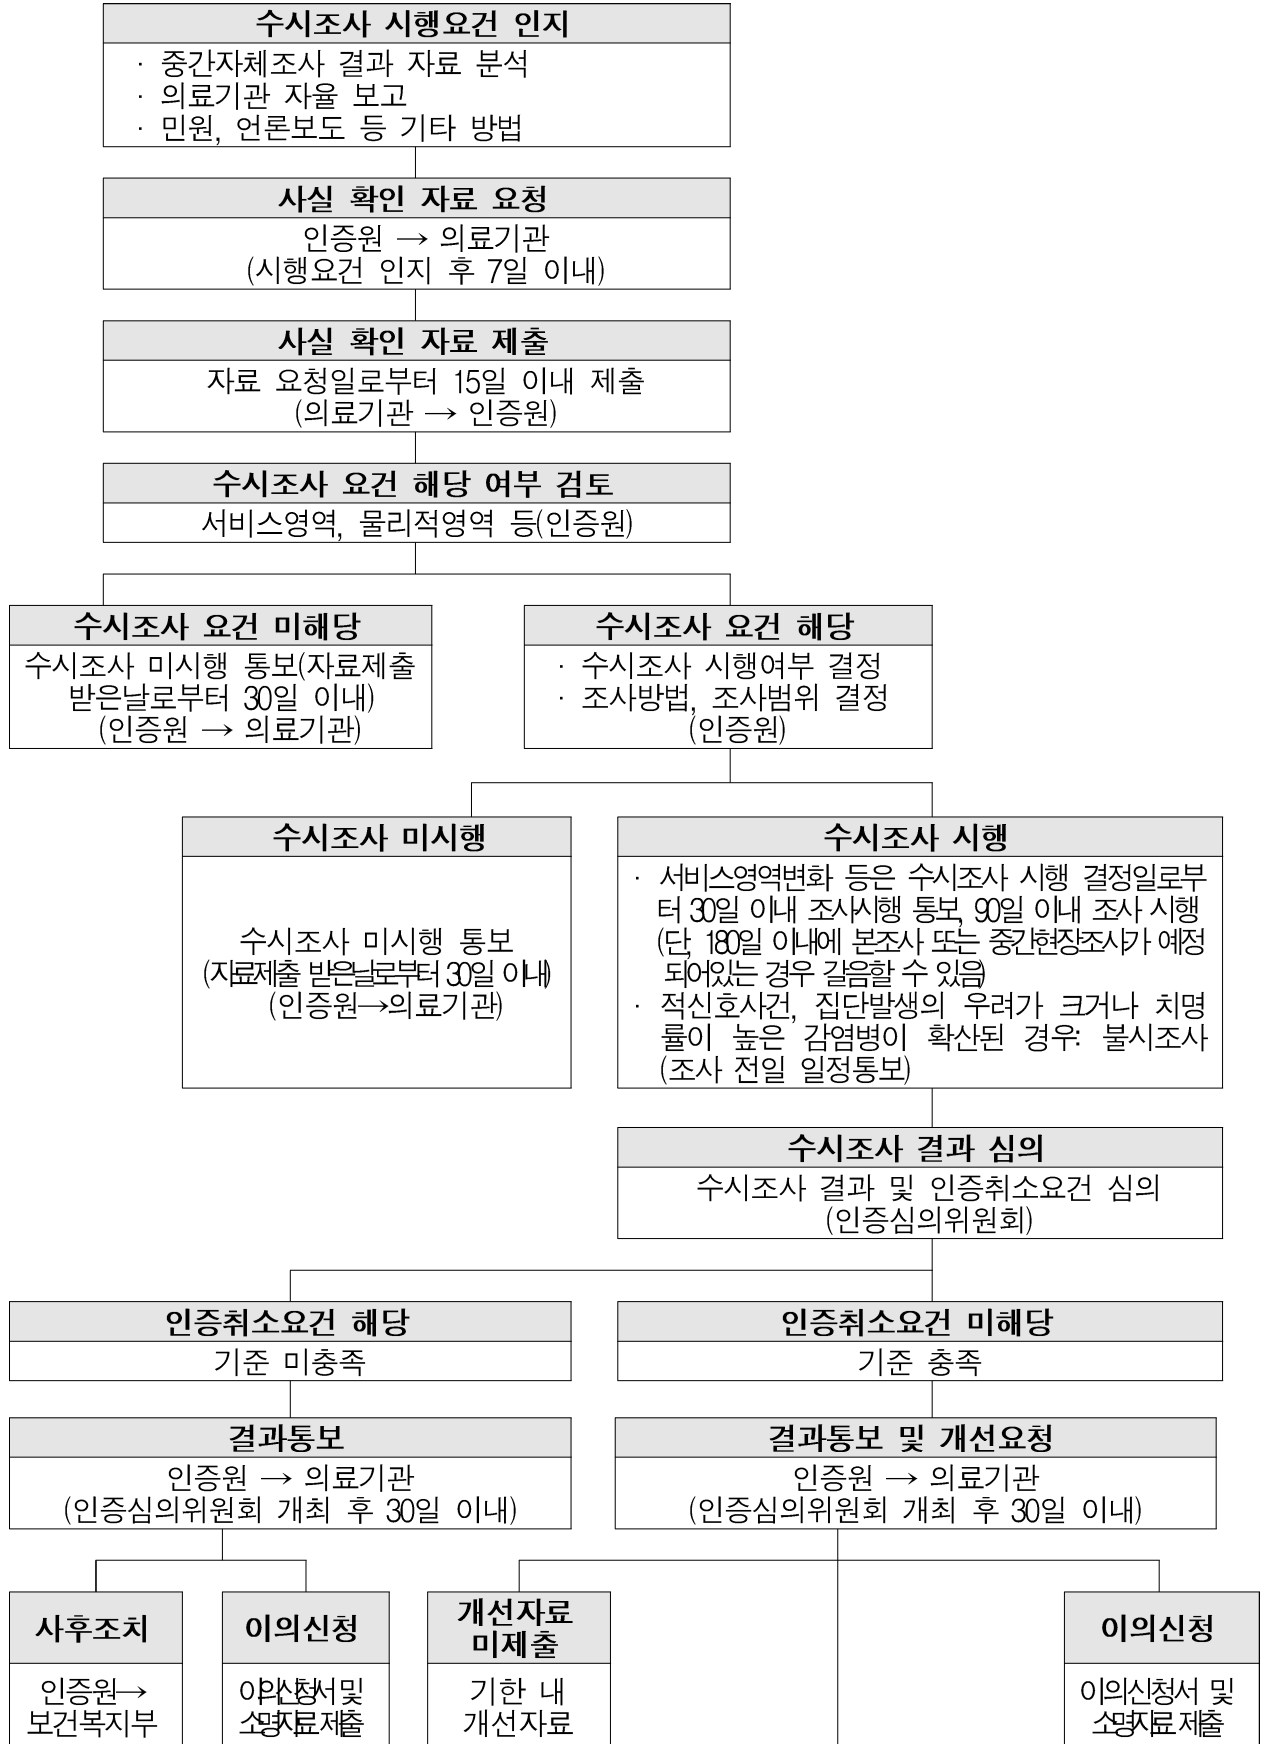 수시조사 시행요건 인지
· 중간자체조사 결과 자료 분석
· 의료기관 자율 보고
· 민원, 언론보도 등 기타 방법
사실 확인 자료 요청
인증원 → 의료기관
(시행요건 인지 후 7일 이내)
사실 확인 자료 제출
자료 요청일로부터 15일 이내 제출
(의료기관 → 인증원)
수시조사 요건 해당 여부 검토
서비스영역, 물리적영역 등(인증원)
수시조사 요건 미해당
수시조사 미시행 통보(자료제출
받은날로부터 30일 이내)
(인증원 → 의료기관)
수시조사 요건 해당
· 수시조사 시행여부 결정
· 조사방법, 조사범위 결정
(인증원)
수시조사 미시행
수시조사 미시행 통보
(자료제출 받은날로부터 30일 이내)
(인증원→의료기관)
수시조사 시행
· 서비스영역변화 등은 수시조사 시행 결정일로부
터 30일 이내 조사시행 통보, 90일 이내 조사 시행
(단, 180일 이내에 본조사 또는 중간현장조사가 예정
되어있는 경우 갈음할 수 있음)
· 적신호사건, 집단발생의 우려가 크거나 치명
률이 높은 감염병이 확산된 경우: 불시조사
(조사 전일 일정통보)
수시조사 결과 심의
수시조사 결과 및 인증취소요건 심의
(인증심의위원회)
인증취소요건 해당
기준 미충족
인증취소요건 미해당
기준 충족
결과통보
인증원 → 의료기관
(인증심의위원회 개최 후 30일 이내)
결과통보 및 개선요청
인증원 → 의료기관
(인증심의위원회 개최 후 30일 이내)
사후조치
인증원→
보건복지부
이의신청
이의신청서 및
소명자료 제출
개선자료
미제출
기한 내
개선자료
이의신청
이의신청서 및
소명자료 제출